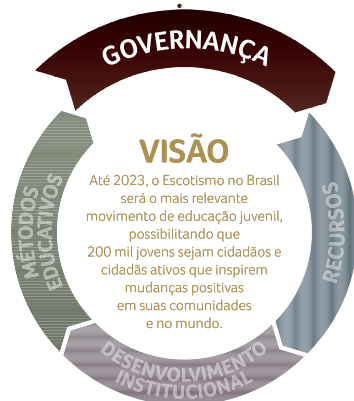 GOVERNANÇA
VISÃO
Até 2023, o Escotismo no Brasil
será o mais relevante
movimento de educação juvenil,
possibilitando que
200 mil jovens sejam cidadãos e
cidadãs ativos que inspirem
mudanças positivas
em suas comunidades
e no mundo.
MÉTODOS
EDUCATIVOS
RECURSOS
DESENVOLVIMENTO
INSTITUCIONAL